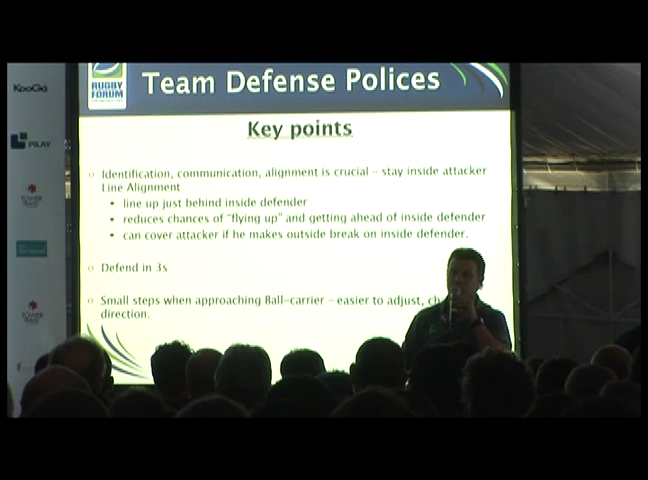 KooGa
PILAY
TOWER
TOWER
RUGBY
FORUM
Team Defense Polices
Key points
○ Identification, communication, alignment is crucial – stay inside attacker
Line Alignment
• line up just behind inside defender
• reduces chances of "flying up" and getting ahead of inside defender
• can cover attacker if he makes outside break on inside defender.
○ Defend in 3s
○ Small steps when approaching Ball-carrier – easier to adjust,
direction.